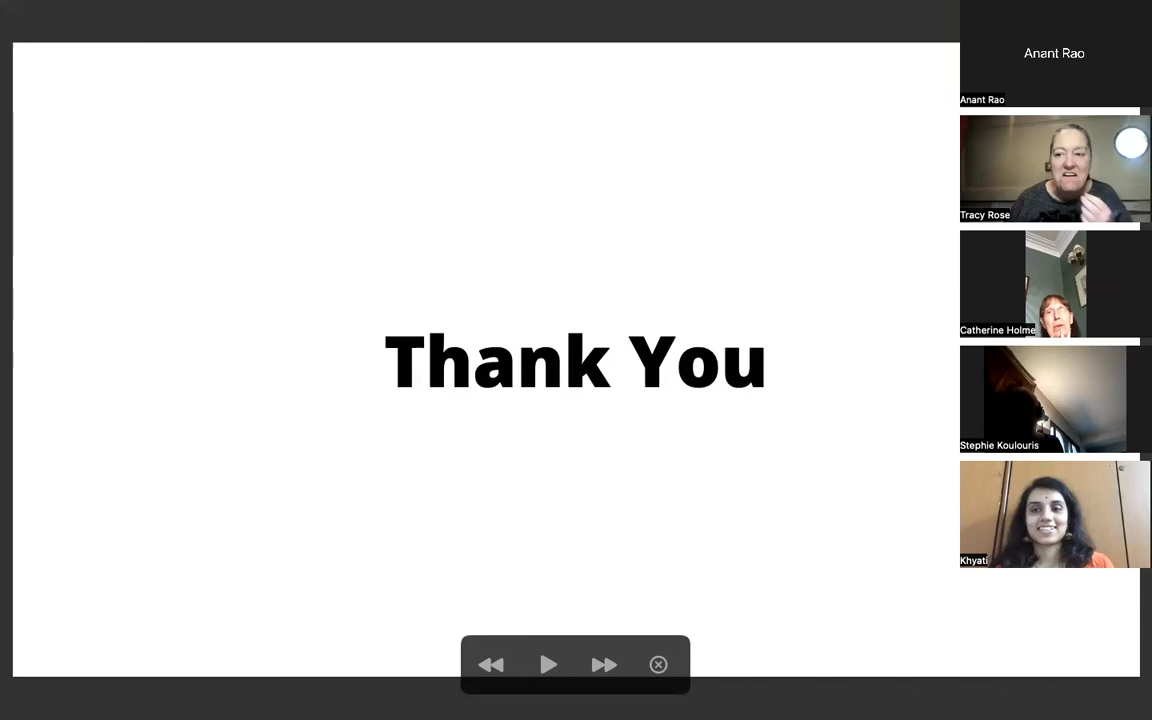 Anant Rao
Anant Rao
Tracy Rose
Catherine Holme
Stephie Koulouris
Khyati
Thank You